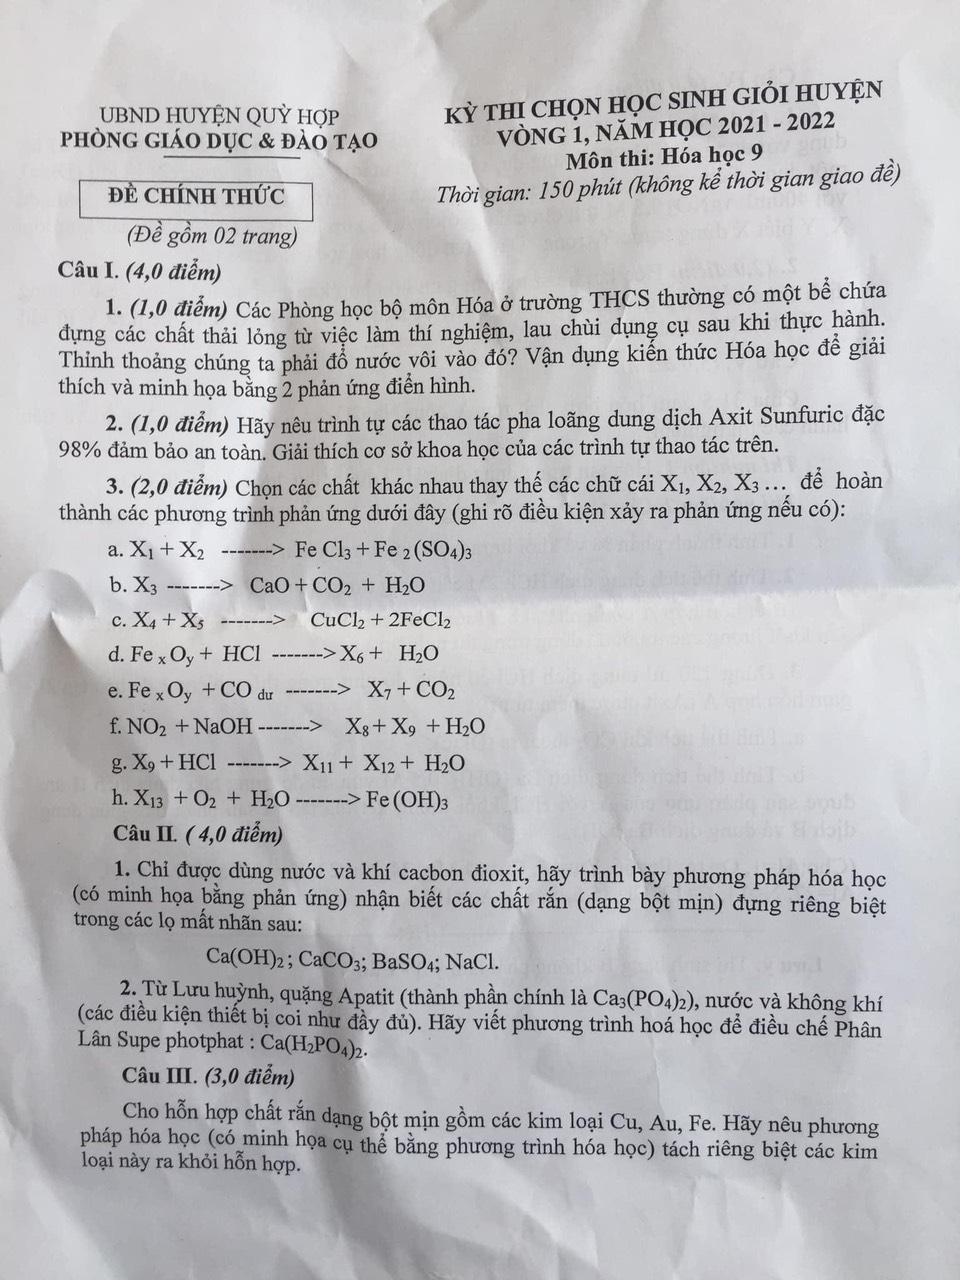 UBND HUYỆN QUỲ HỢP
PHÒNG GIÁO DỤC & ĐÀO TẠO
ĐỀ CHÍNH THỨC
(Đề gồm 02 trang)
KỲ THI CHỌN HỌC SINH GIỎI HUYỆN
VÒNG 1, NĂM HỌC 2021 - 2022
Môn thi: Hóa học 9
Thời gian: 150 phút (không kể thời gian giao đề)
Câu I. (4,0 điểm)
1. (1,0 điểm) Các Phòng học bộ môn Hóa ở trường THCS thường có một bể chứa
đựng các chất thải lỏng từ việc làm thí nghiệm, lau chùi dụng cụ sau khi thực hành.
Thỉnh thoảng chúng ta phải đổ nước vôi vào đó? Vận dụng kiến thức Hóa học để giải
thích và minh họa bằng 2 phản ứng điển hình.
2. (1,0 điểm) Hãy nêu trình tự các thao tác pha loãng dung dịch Axit Sunfuric đặc
98% đảm bảo an toàn. Giải thích cơ sở khoa học của các trình tự thao tác trên.
3. (2,0 điểm) Chọn các chất khác nhau thay thế các chữ cái X₁, X₂, X₃ … để hoàn
thành các phương trình phản ứng dưới đây (ghi rõ điều kiện xảy ra phản ứng nếu có):
a. X₁ + X₂ -------> Fe Cl₃ + Fe ₂ (SO₄)₃
b. X₃ -------> CaO + CO₂ + H₂O
c. X₄ + X₅ -------> CuCl₂ + 2FeCl₂
d. Fe ₓ Oy + HCl -------> X₆ + H₂O
e. Fe ₓ Oy + CO dư -------> X₇ + CO₂
f. NO₂ + NaOH -------> X₈ + X₉ + H₂O
g. X₉ + HCl -------> X₁₁ + X₁₂ + H₂O
h. X₁₃ + O₂ + H₂O -------> Fe (OH)₃
Câu II. ( 4,0 điểm)
1. Chỉ được dùng nước và khí cacbon đioxit, hãy trình bày phương pháp hóa học
(có minh họa bằng phản ứng) nhận biết các chất rắn (dạng bột mịn) đựng riêng biệt
trong các lọ mất nhãn sau:
Ca(OH)₂ ; CaCO₃; BaSO₄; NaCl.
2. Từ Lưu huỳnh, quặng Apatit (thành phần chính là Ca₃(PO₄)₂), nước và không khí
(các điều kiện thiết bị coi như đầy đủ). Hãy viết phương trình hoá học để điều chế Phân
Lân Supe photphat : Ca(H₂PO₄)₂.
Câu III. (3,0 điểm)
Cho hỗn hợp chất rắn dạng bột mịn gồm các kim loại Cu, Au, Fe. Hãy nêu phương
pháp hóa học (có minh họa cụ thể bằng phương trình hóa học) tách riêng biệt các kim
loại này ra khỏi hỗn hợp.